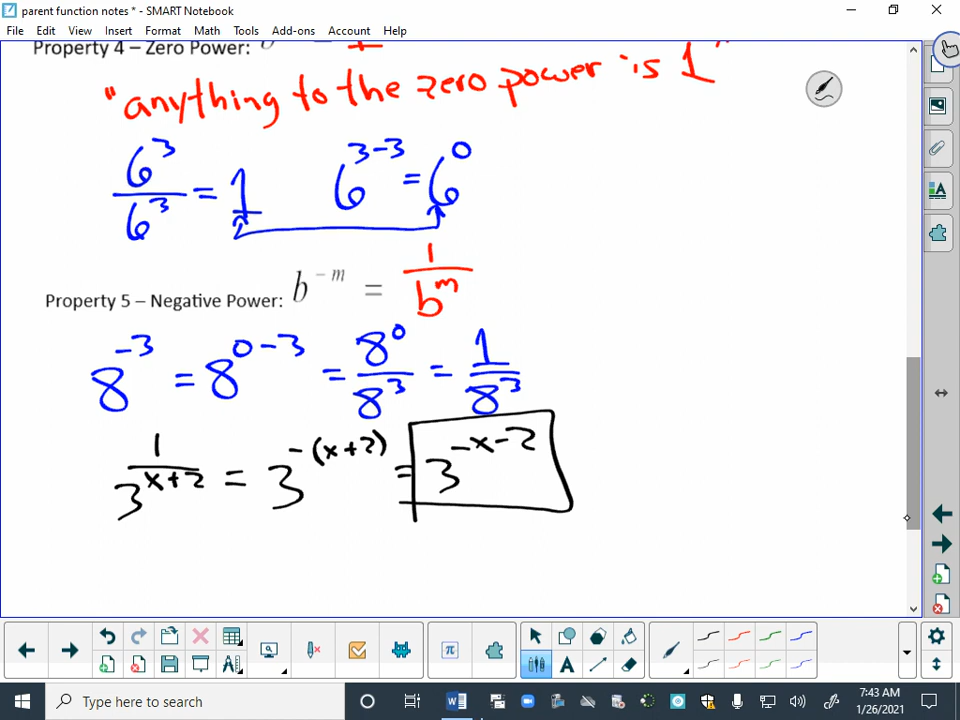 parent function notes * - SMART Notebook
File Edit View Insert Format Math Tools Add-ons Account Help
Property 4 – Zero Power: b
"anything to the zero power is 1"
6^3/6^3 = 1 6^(3-3) = 6^0
Property 5 – Negative Power: b^(-m) = 1/b^m
8^(-3) = 8^(0-3) = 8^0/8^3 = 1/8^3
1/3^(x+2) = 3^(-(x+2)) = 3^(-x-2)
π A
Type here to search
7:43 AM
1/26/2021